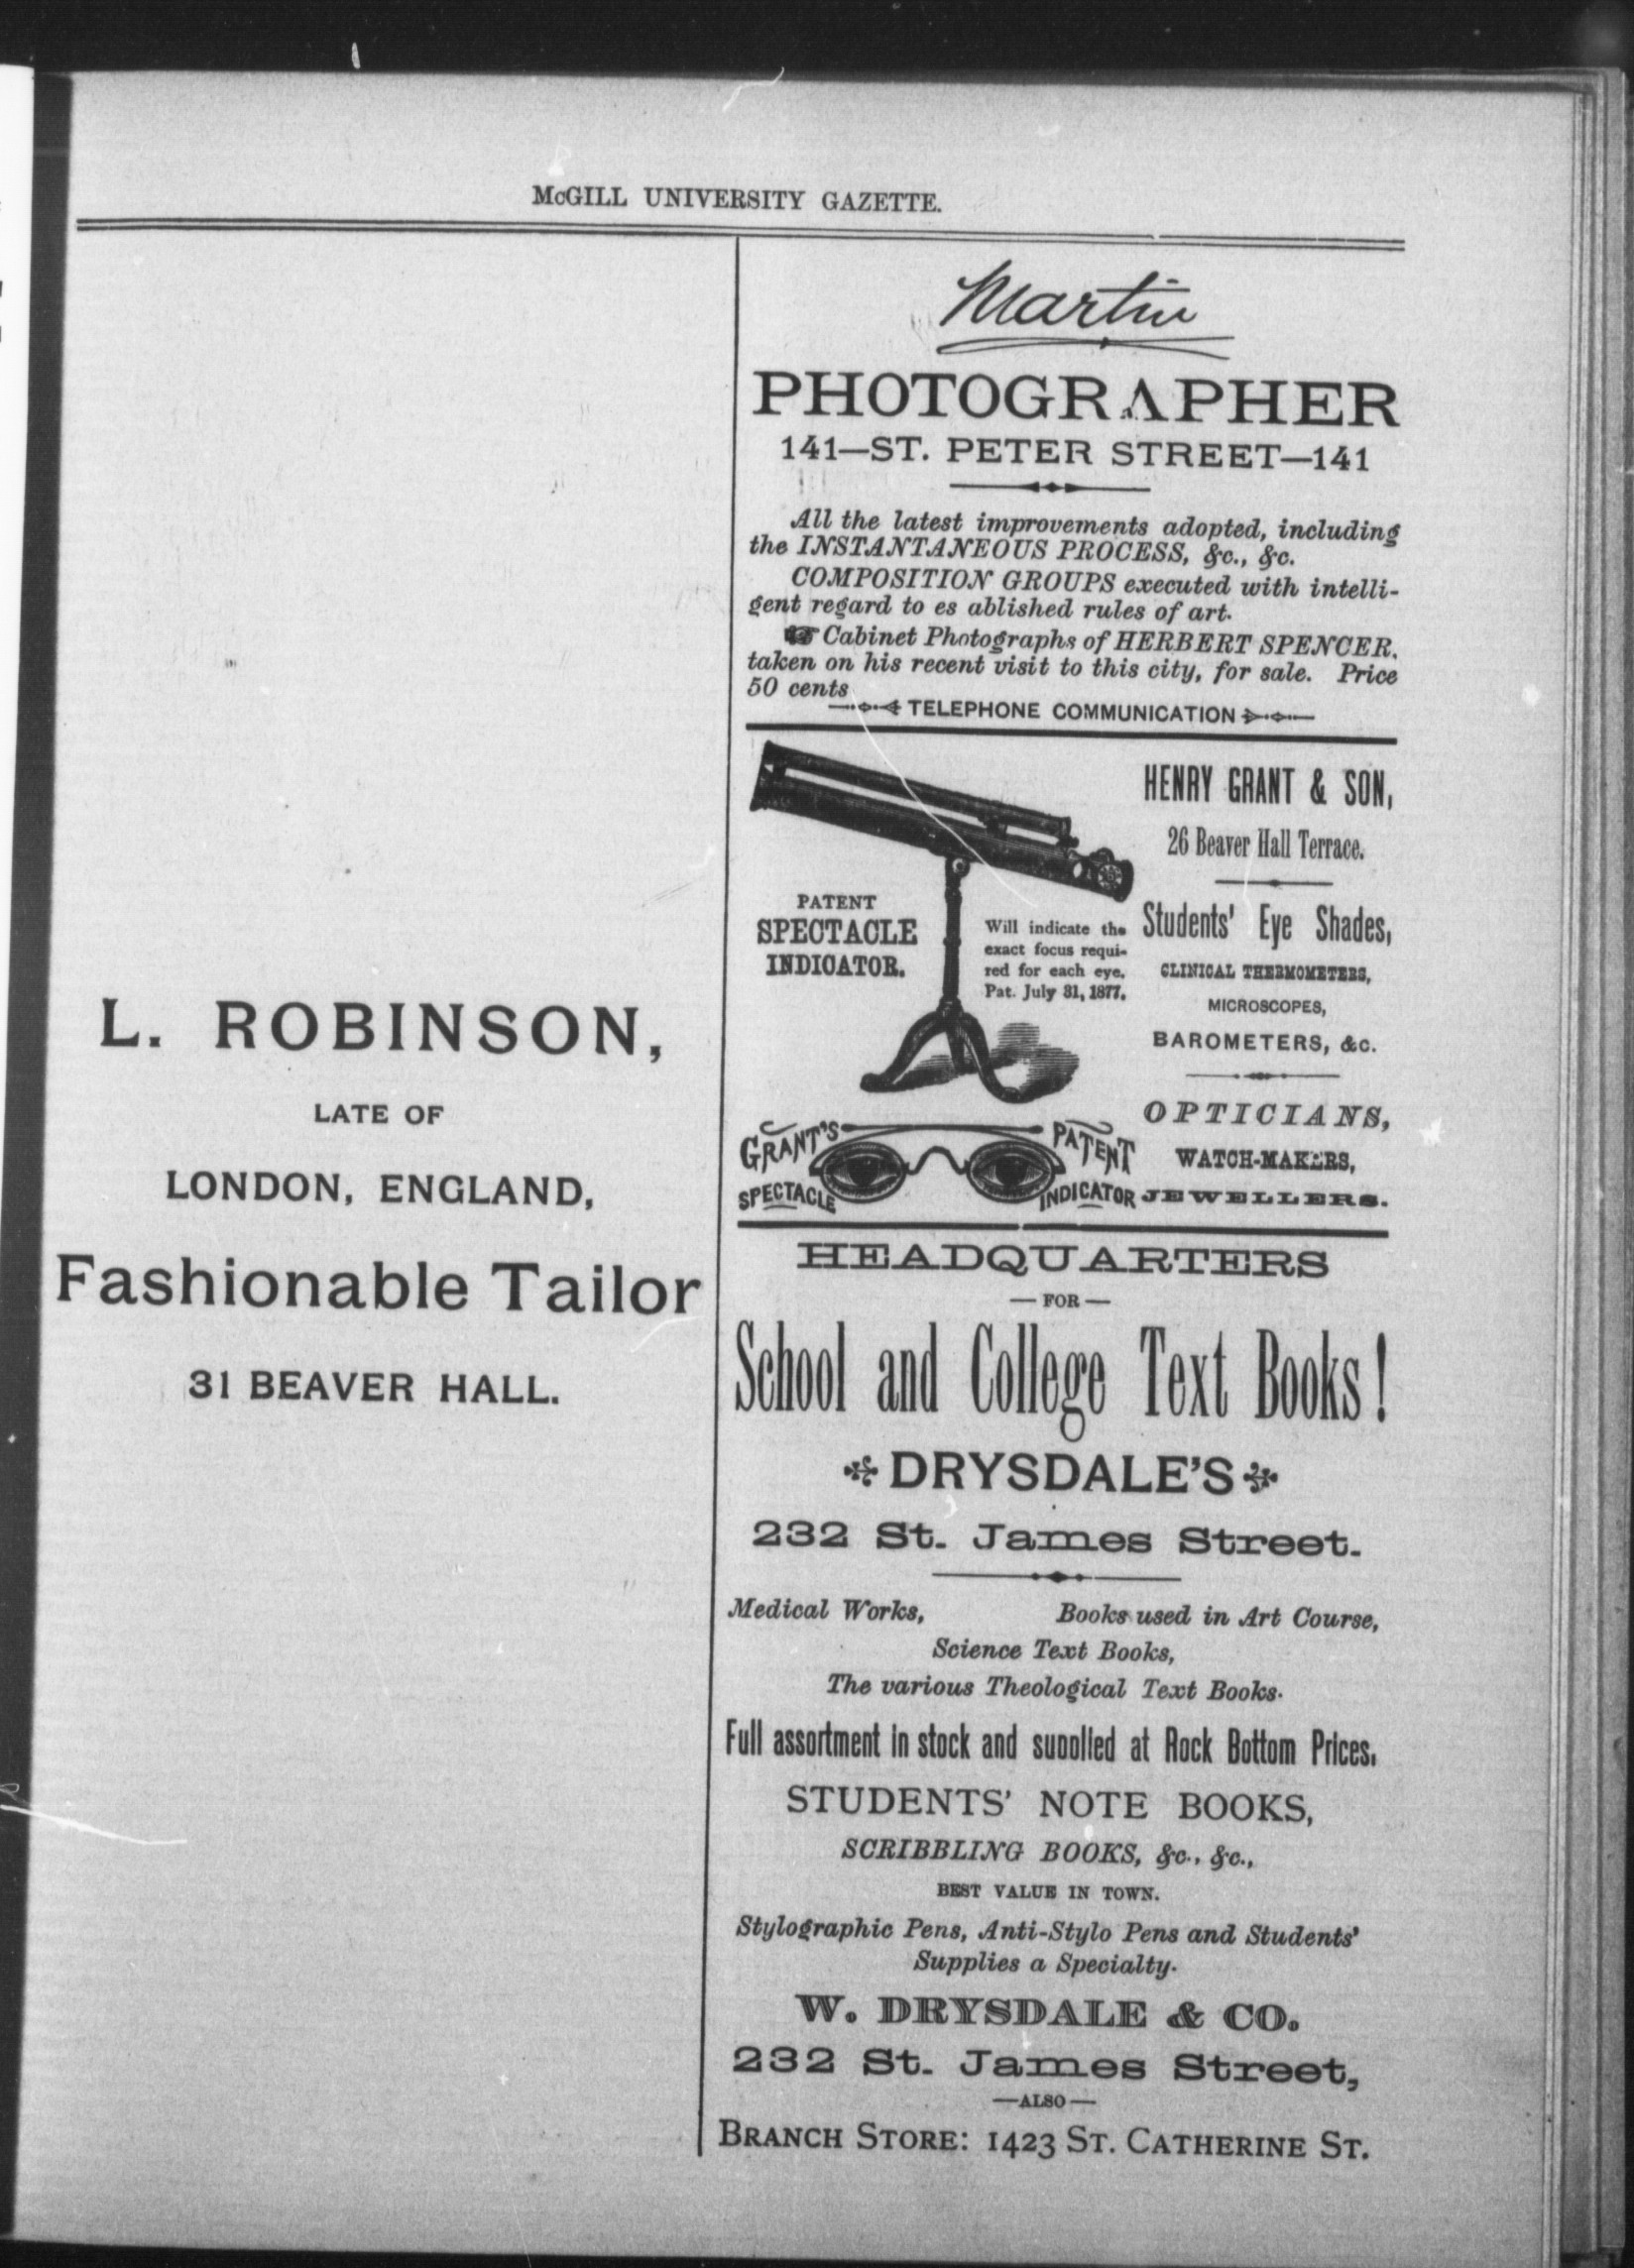 McGILL UNIVERSITY GAZETTE.
L. ROBINSON,
LATE OF
LONDON, ENGLAND,
Fashionable Tailor
31 BEAVER HALL.
Martin
PHOTOGRAPHER
141—ST. PETER STREET—141
All the latest improvements adopted, including
the INSTANTANEOUS PROCESS, &c., &c.
COMPOSITION GROUPS executed with intelli-
gent regard to es ablished rules of art.
☛ Cabinet Photographs of HERBERT SPENCER,
taken on his recent visit to this city, for sale. Price
50 cents
TELEPHONE COMMUNICATION
PATENT
SPECTACLE
INDICATOR.
Will indicate the
exact focus requi-
red for each eye.
Pat. July 31, 1877.
GRANT'S PATENT
SPECTACLE INDICATOR
HENRY GRANT & SON,
26 Beaver Hall Terrace.
Students' Eye Shades,
CLINICAL THERMOMETERS,
MICROSCOPES,
BAROMETERS, &c.
OPTICIANS,
WATCH-MAKERS,
JEWELLERS.
HEADQUARTERS
— FOR —
School and College Text Books!
DRYSDALE'S
232 St. James Street.
Medical Works, Books used in Art Course,
Science Text Books,
The various Theological Text Books.
Full assortment in stock and supplied at Rock Bottom Prices.
STUDENTS' NOTE BOOKS,
SCRIBBLING BOOKS, &c., &c.,
BEST VALUE IN TOWN.
Stylographic Pens, Anti-Stylo Pens and Students'
Supplies a Specialty.
W. DRYSDALE & CO.
232 St. James Street,
—ALSO—
BRANCH STORE: 1423 ST. CATHERINE ST.